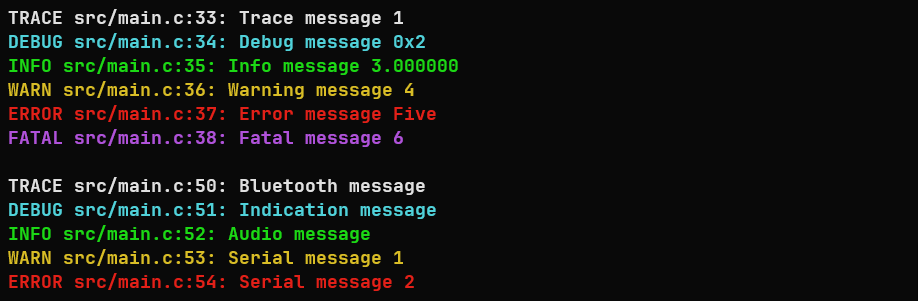 TRACE src/main.c:33: Trace message 1
DEBUG src/main.c:34: Debug message 0x2
INFO src/main.c:35: Info message 3.000000
WARN src/main.c:36: Warning message 4
ERROR src/main.c:37: Error message Five
FATAL src/main.c:38: Fatal message 6
TRACE src/main.c:50: Bluetooth message
DEBUG src/main.c:51: Indication message
INFO src/main.c:52: Audio message
WARN src/main.c:53: Serial message 1
ERROR src/main.c:54: Serial message 2